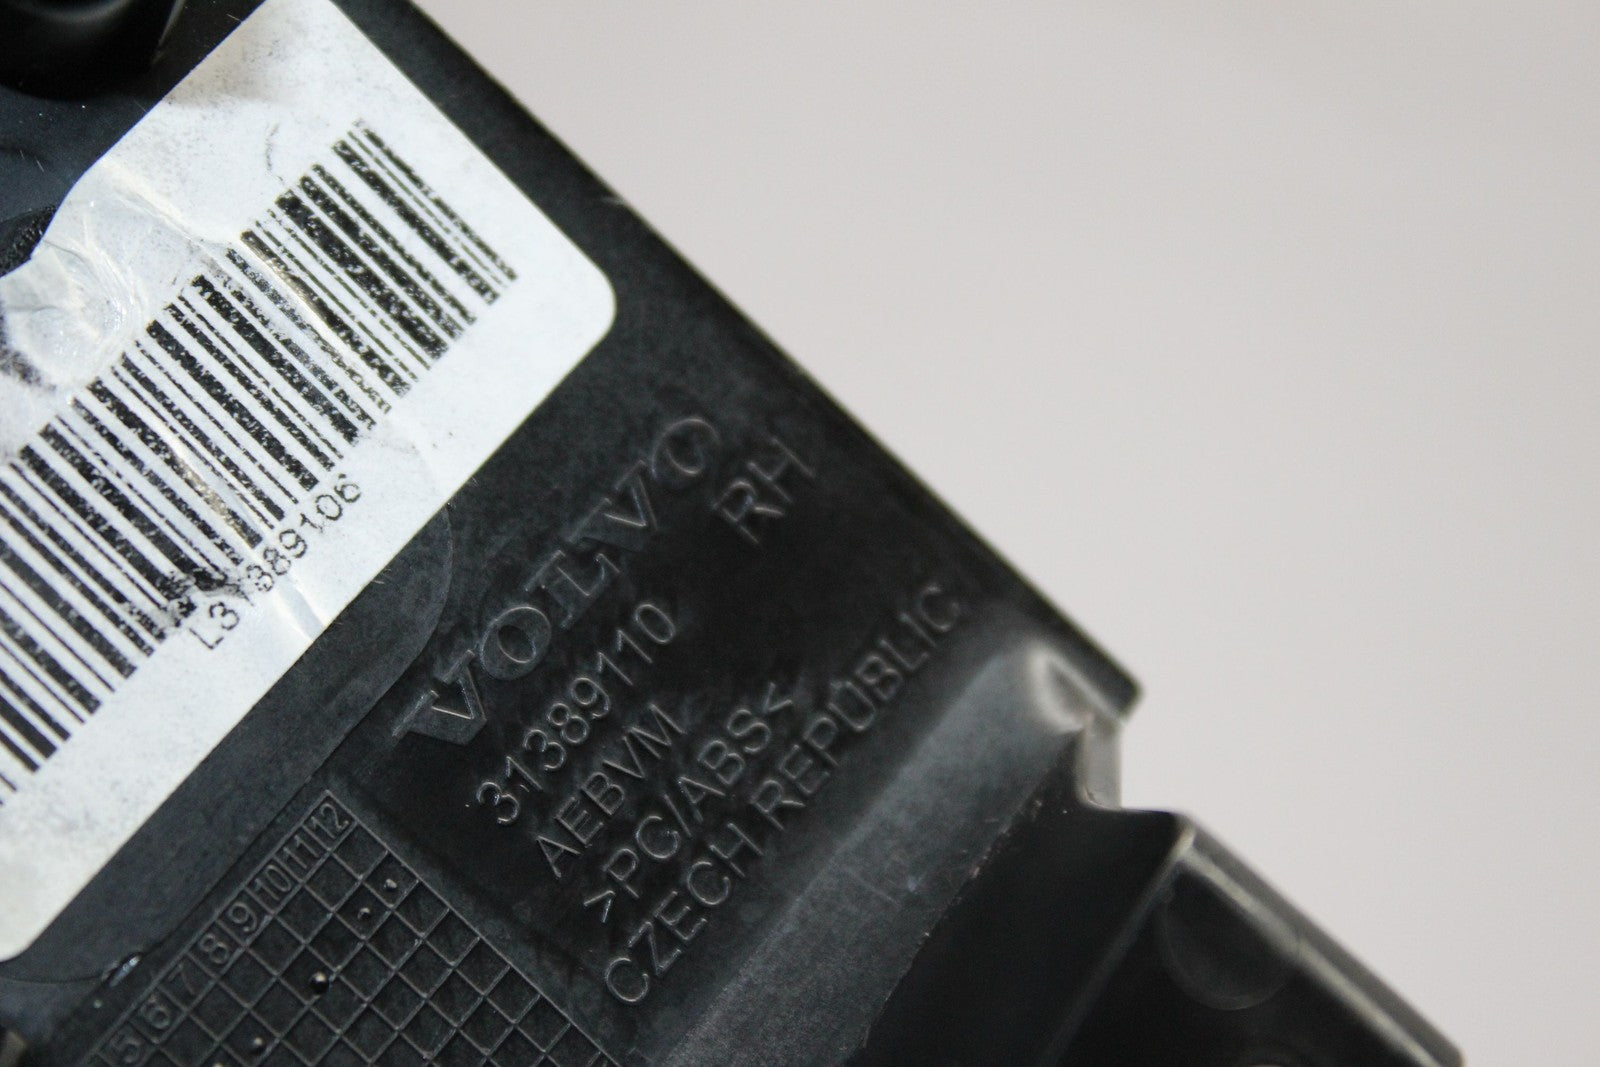 L31389106
VOLVO
RH
31389110
AEBVM
>PC/ABS<
CZECH REPUBLIC
5 6 7 8 9 10 11 12